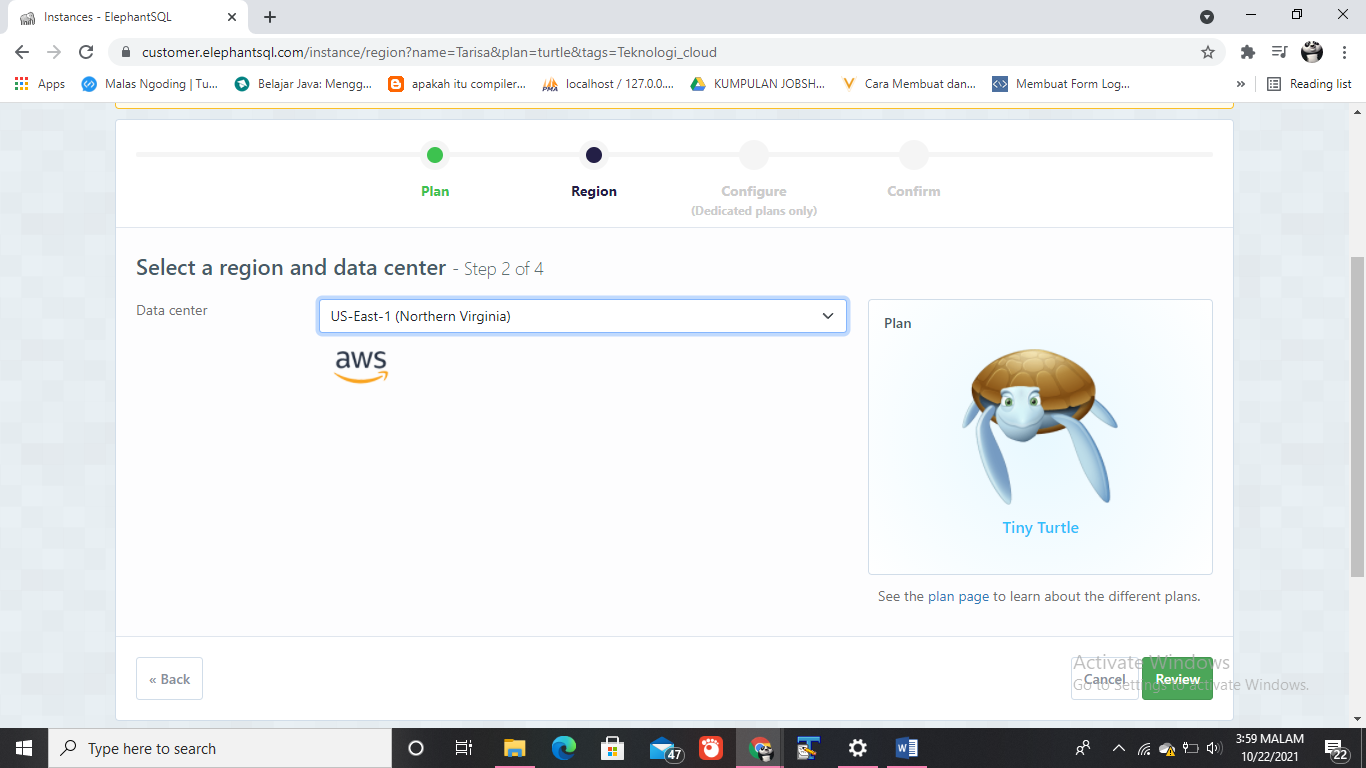 Instances - ElephantSQL
customer.elephantsql.com/instance/region?name=Tarisa&plan=turtle&tags=Teknologi_cloud
Apps Malas Ngoding | Tu... Belajar Java: Mengg... apakah itu compiler... PMA localhost / 127.0.0.... KUMPULAN JOBSH... Cara Membuat dan... Membuat Form Log... » Reading list
Plan Region Configure Confirm
(Dedicated plans only)
Select a region and data center - Step 2 of 4
Data center US-East-1 (Northern Virginia)
aws
Plan
Tiny Turtle
See the plan page to learn about the different plans.
« Back Cancel Review
Activate Windows
Go to Settings to activate Windows.
Type here to search 47 3:59 MALAM
10/22/2021 22